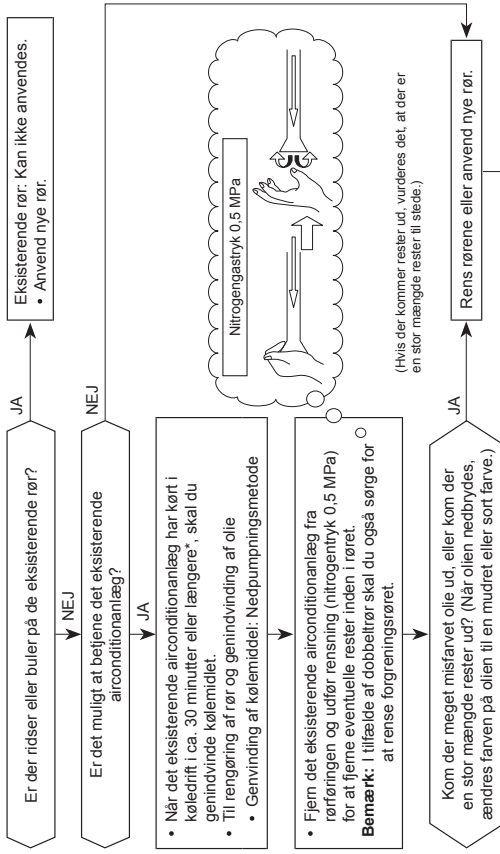 Er der ridser eller buler på de eksisterende rør?
JA
Eksisterende rør: Kan ikke anvendes.
• Anvend nye rør.
NEJ
Er det muligt at betjene det eksisterende
airconditionanlæg?
NEJ
JA
• Når det eksisterende airconditionanlæg har kørt i
køledrift i ca. 30 minutter eller længere*, skal du
genindvinde kølemidlet.
• Til rengøring af rør og genindvinding af olie
• Genvinding af kølemiddel: Nedpumpningsmetode
Nitrogengastryk 0,5 MPa
• Fjern det eksisterende airconditionanlæg fra
rørføringen og udfør rensning (nitrogentryk 0,5 MPa)
for at fjerne eventuelle rester inden i røret.
Bemærk: I tilfælde af dobbeltrør skal du også sørge for
at rense forgreningsrøret.
(Hvis der kommer rester ud, vurderes det, at der er
en stor mængde rester til stede.)
Kom der meget misfarvet olie ud, eller kom der
en stor mængde rester ud? (Når olien nedbrydes,
ændres farven på olien til en mudret eller sort farve.)
JA
Rens rørene eller anvend nye rør.